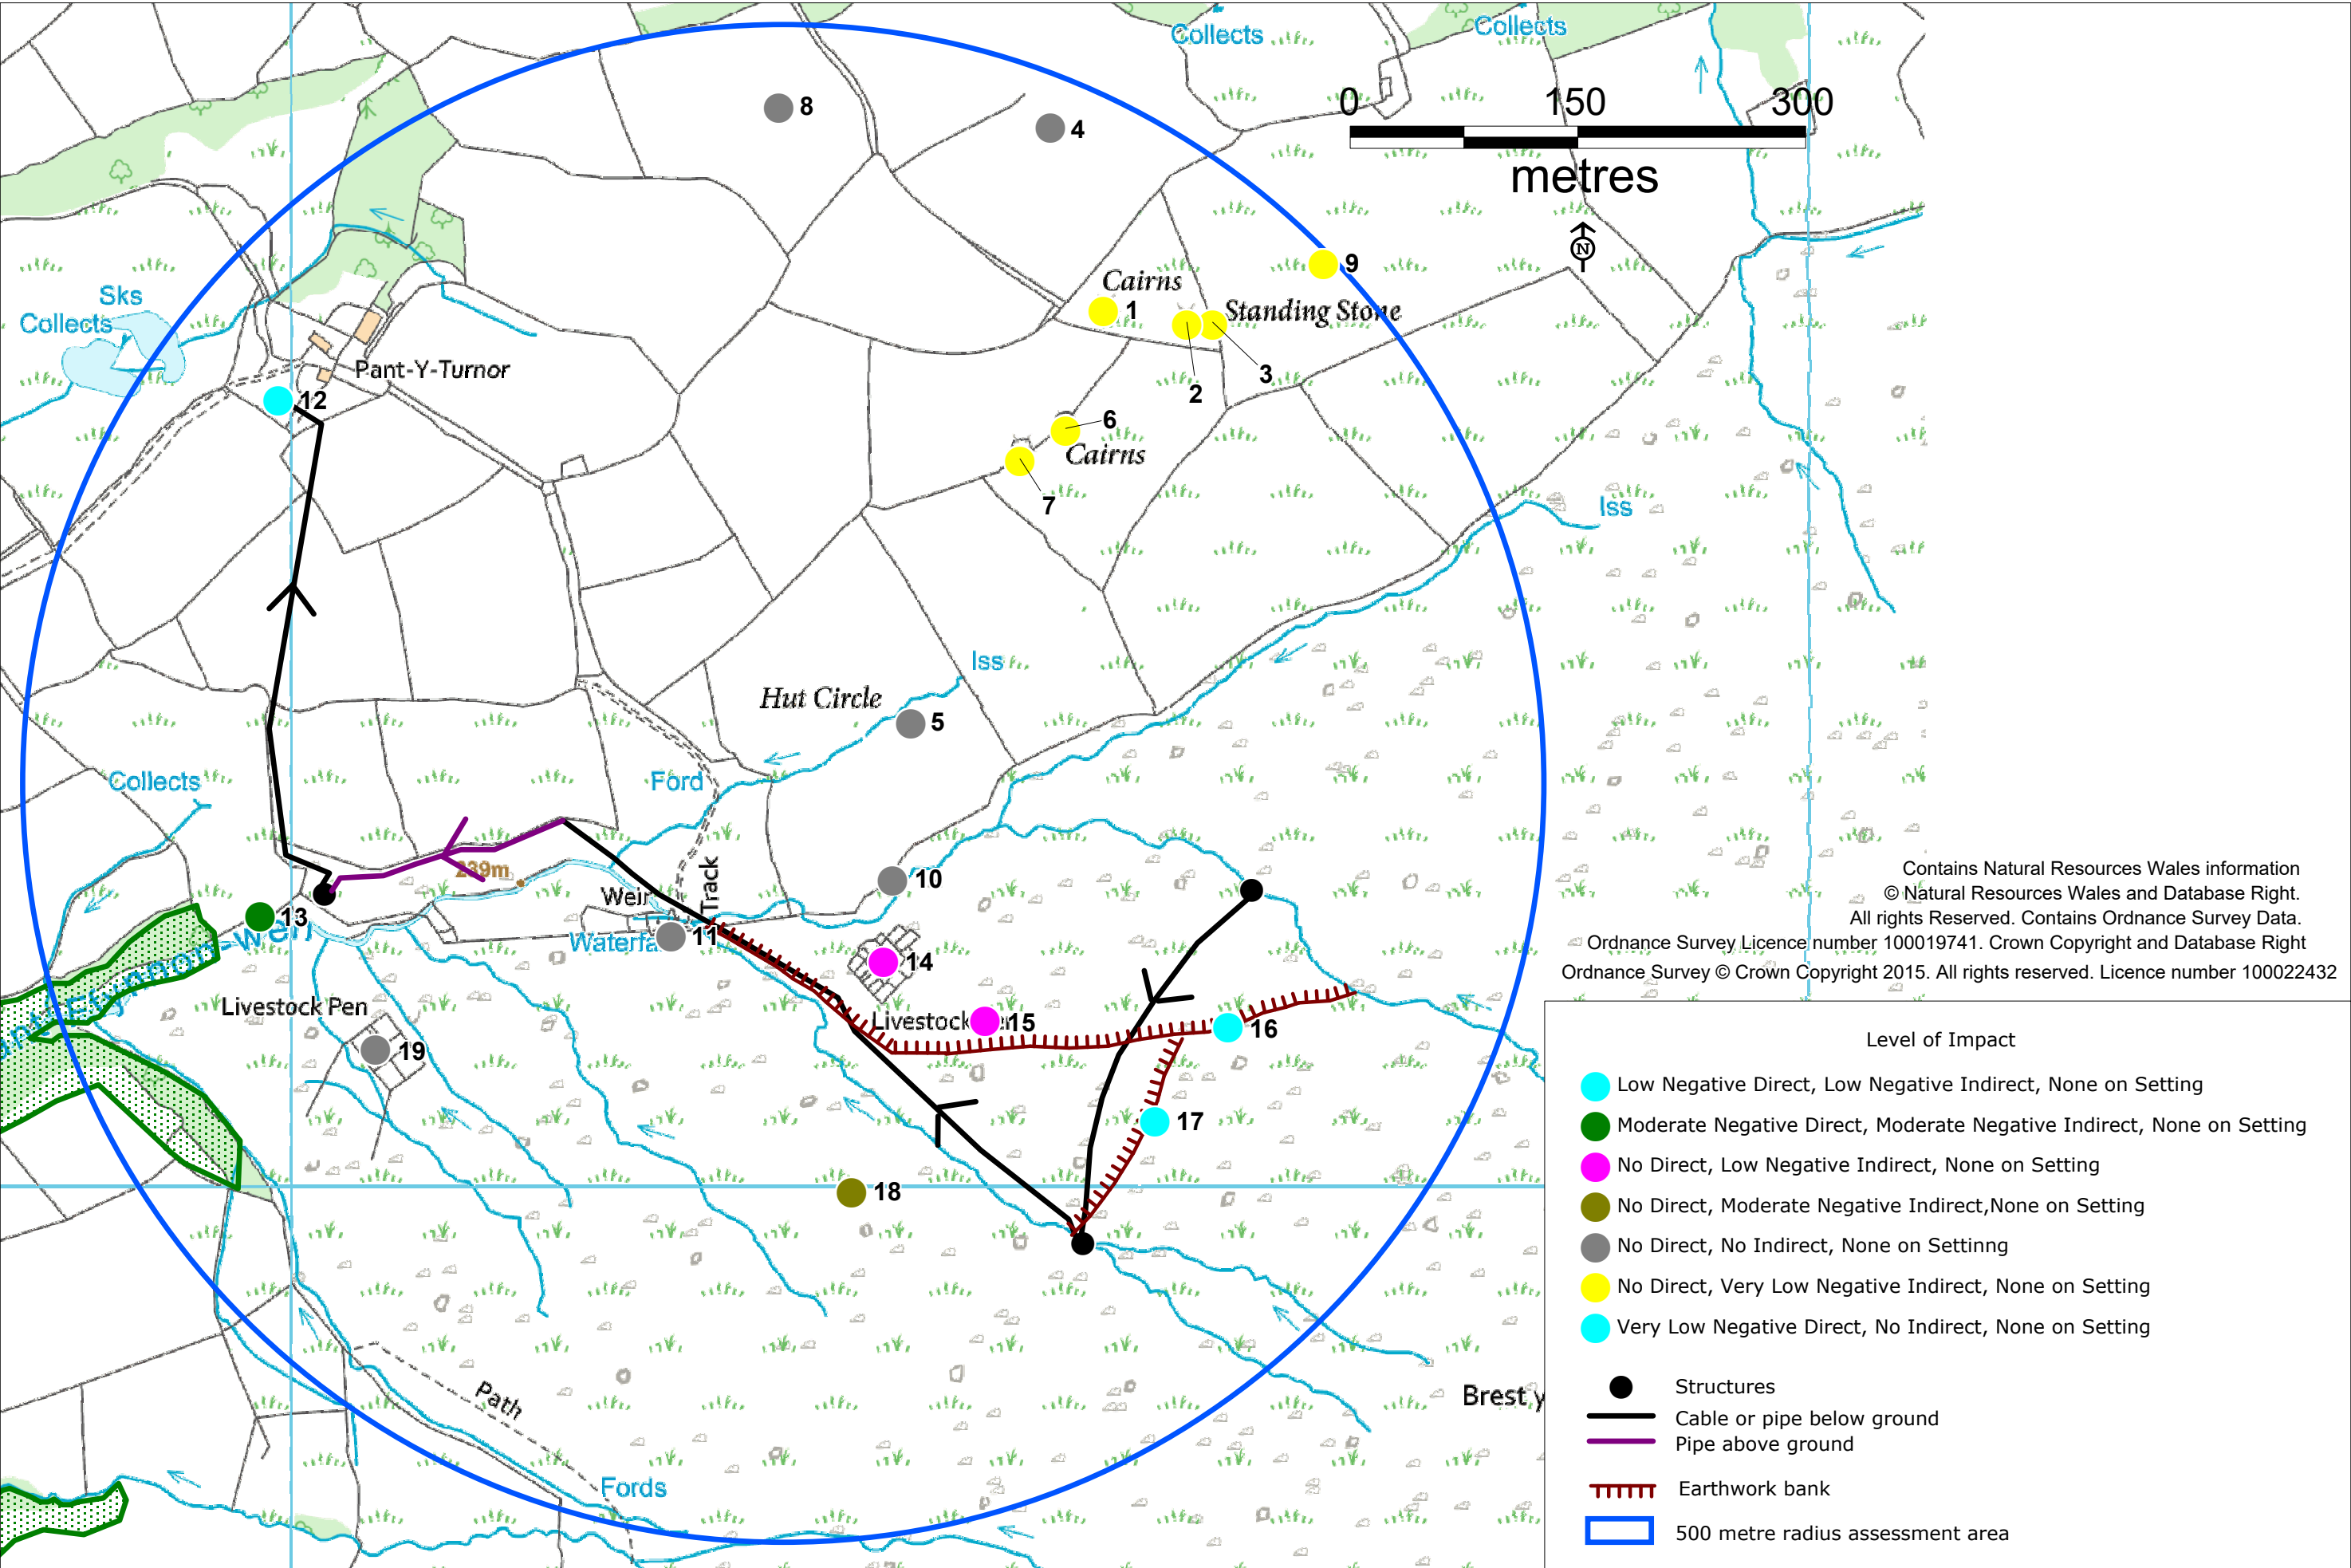 Collects
Collects
0 150 300
metres
N
8
4
9
Cairns
1
Standing Stone
2
3
6
Cairns
7
Sks
Collects
Pant-Y-Turnor
12
Iss
Iss
Hut Circle
5
Ford
Collects
239m
Track
Weir
10
13
11
14
Livestock Pen
15
16
19
17
18
Path
Fords
Brest y
Contains Natural Resources Wales information
© Natural Resources Wales and Database Right.
All rights Reserved. Contains Ordnance Survey Data.
Ordnance Survey Licence number 100019741. Crown Copyright and Database Right
Ordnance Survey © Crown Copyright 2015. All rights reserved. Licence number 100022432
Level of Impact
Low Negative Direct, Low Negative Indirect, None on Setting
Moderate Negative Direct, Moderate Negative Indirect, None on Setting
No Direct, Low Negative Indirect, None on Setting
No Direct, Moderate Negative Indirect,None on Setting
No Direct, No Indirect, None on Settinng
No Direct, Very Low Negative Indirect, None on Setting
Very Low Negative Direct, No Indirect, None on Setting
Structures
Cable or pipe below ground
Pipe above ground
Earthwork bank
500 metre radius assessment area